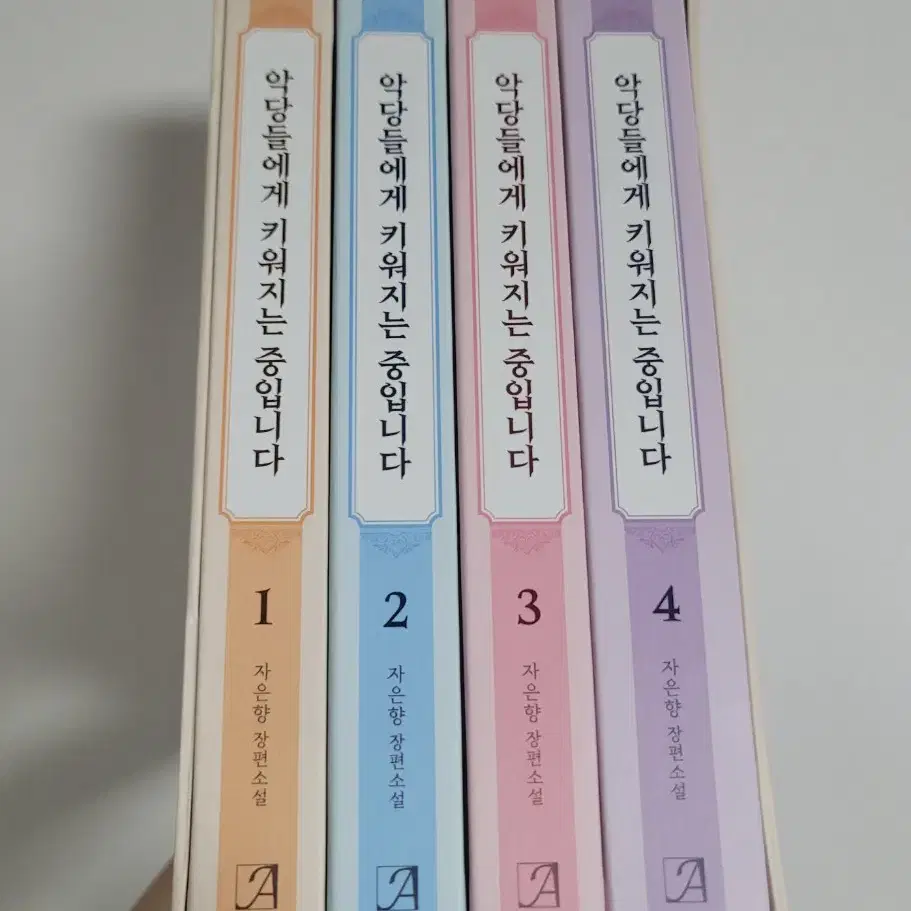 악당들에게 키워지는 중입니다
1
자은향 장편소설
A
악당들에게 키워지는 중입니다
2
자은향 장편소설
A
악당들에게 키워지는 중입니다
3
자은향 장편소설
A
악당들에게 키워지는 중입니다
4
자은향 장편소설
A